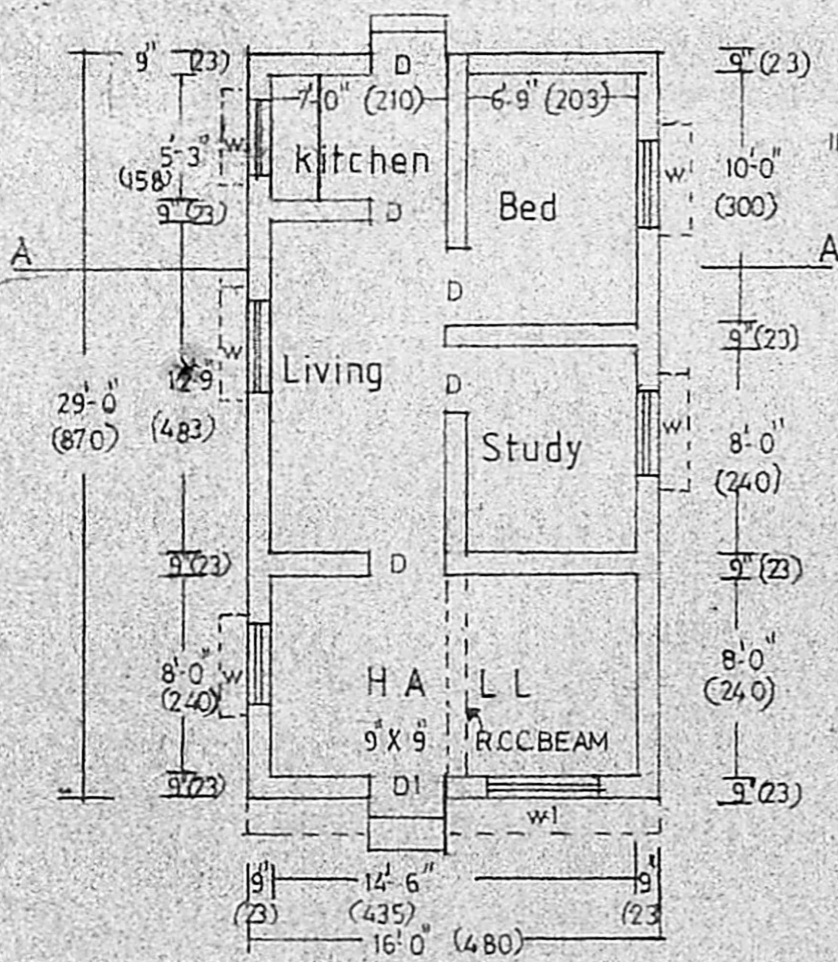 9" (23)
D
9" (23)
7'-0" (210)
6'-9" (203)
W
5'-3"
(158)
kitchen
W
10'-0"
(300)
9" (23)
D
Bed
A
A
D
9" (23)
W
Living
12'-9"
(483)
29'-0"
(870)
D
W
Study
8'-0"
(240)
9" (23)
D
9" (23)
8'-0"
(240)
W
HALL
8'-0"
(240)
9" X 9"
R.C.C.BEAM
9" (23)
D1
9" (23)
W1
9"
(23)
14'-6"
(435)
9"
(23
16'-0" (480)